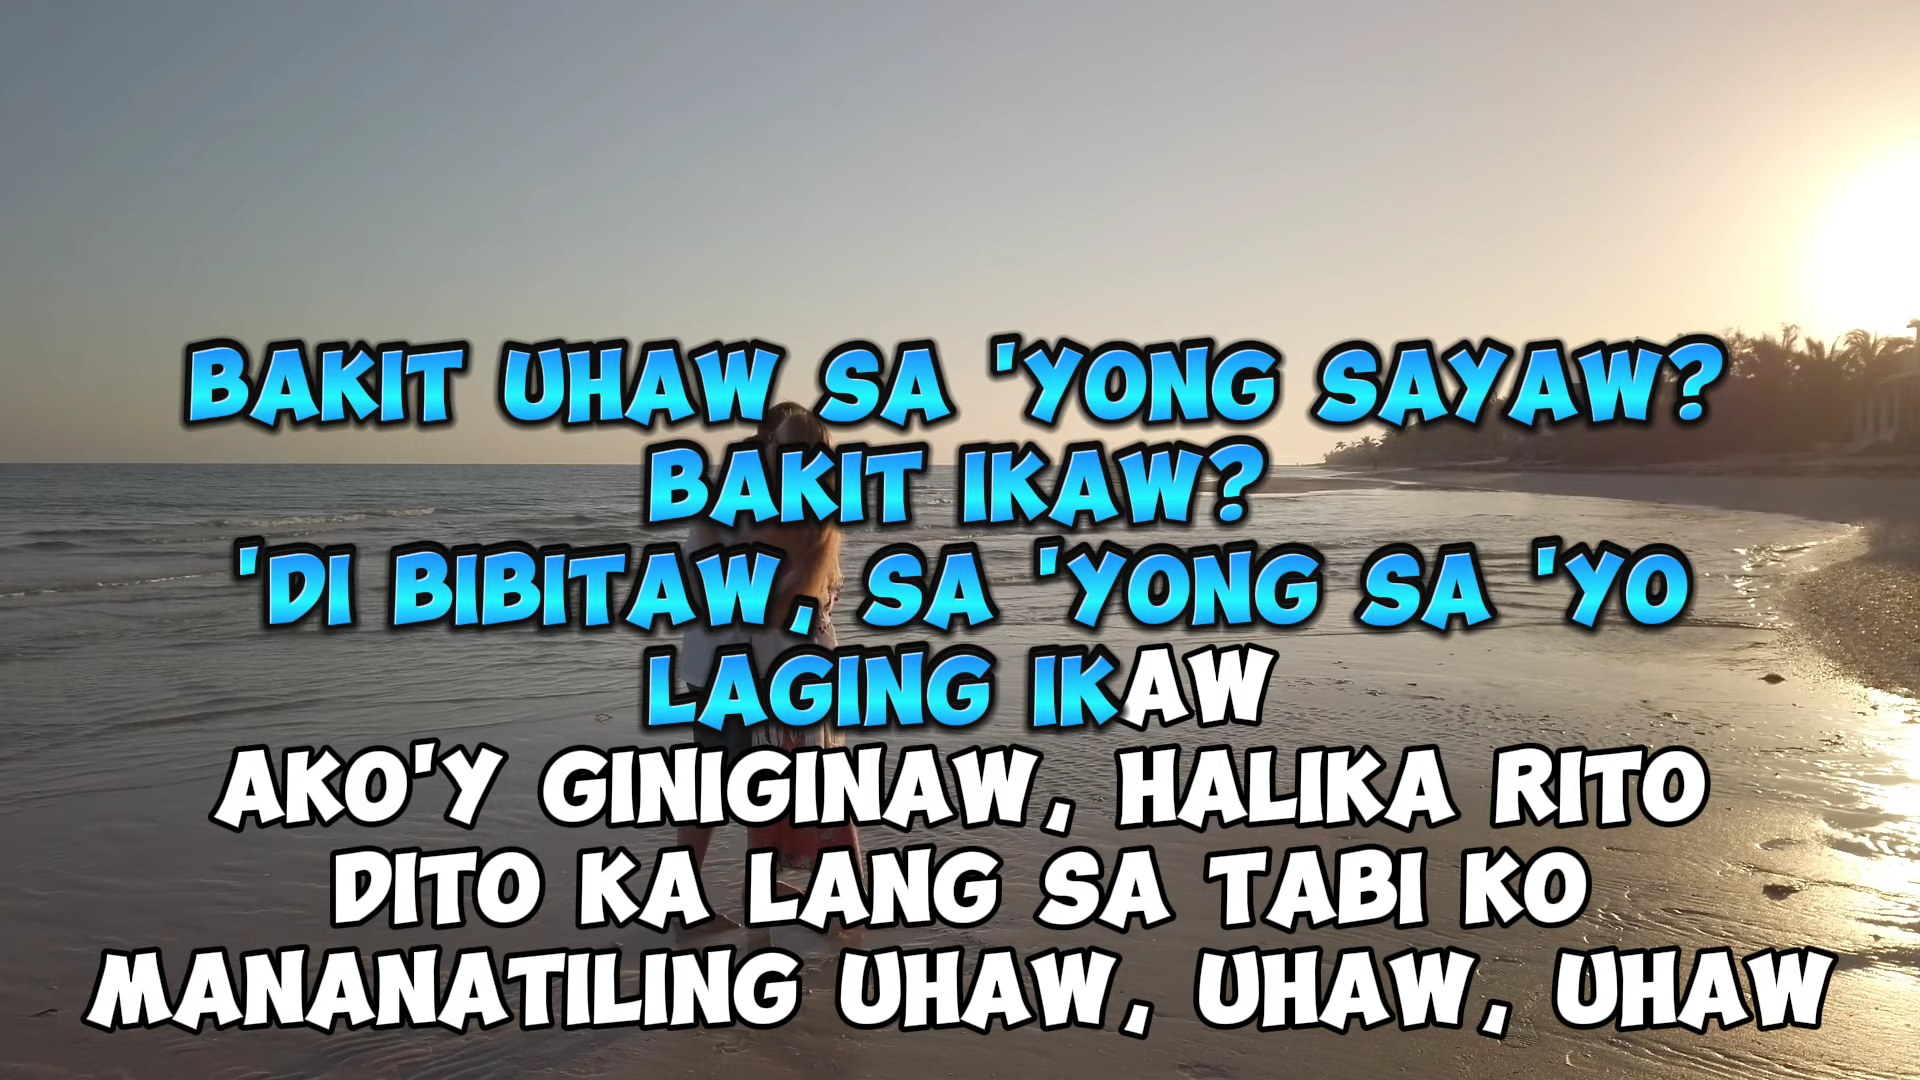 BAKIT UHAW SA 'YONG SAYAW?
BAKIT IKAW?
'DI BIBITAW, SA 'YONG SA 'YO
LAGING IKAW
AKO'Y GINIGINAW, HALIKA RITO
DITO KA LANG SA TABI KO
MANANATILING UHAW, UHAW, UHAW